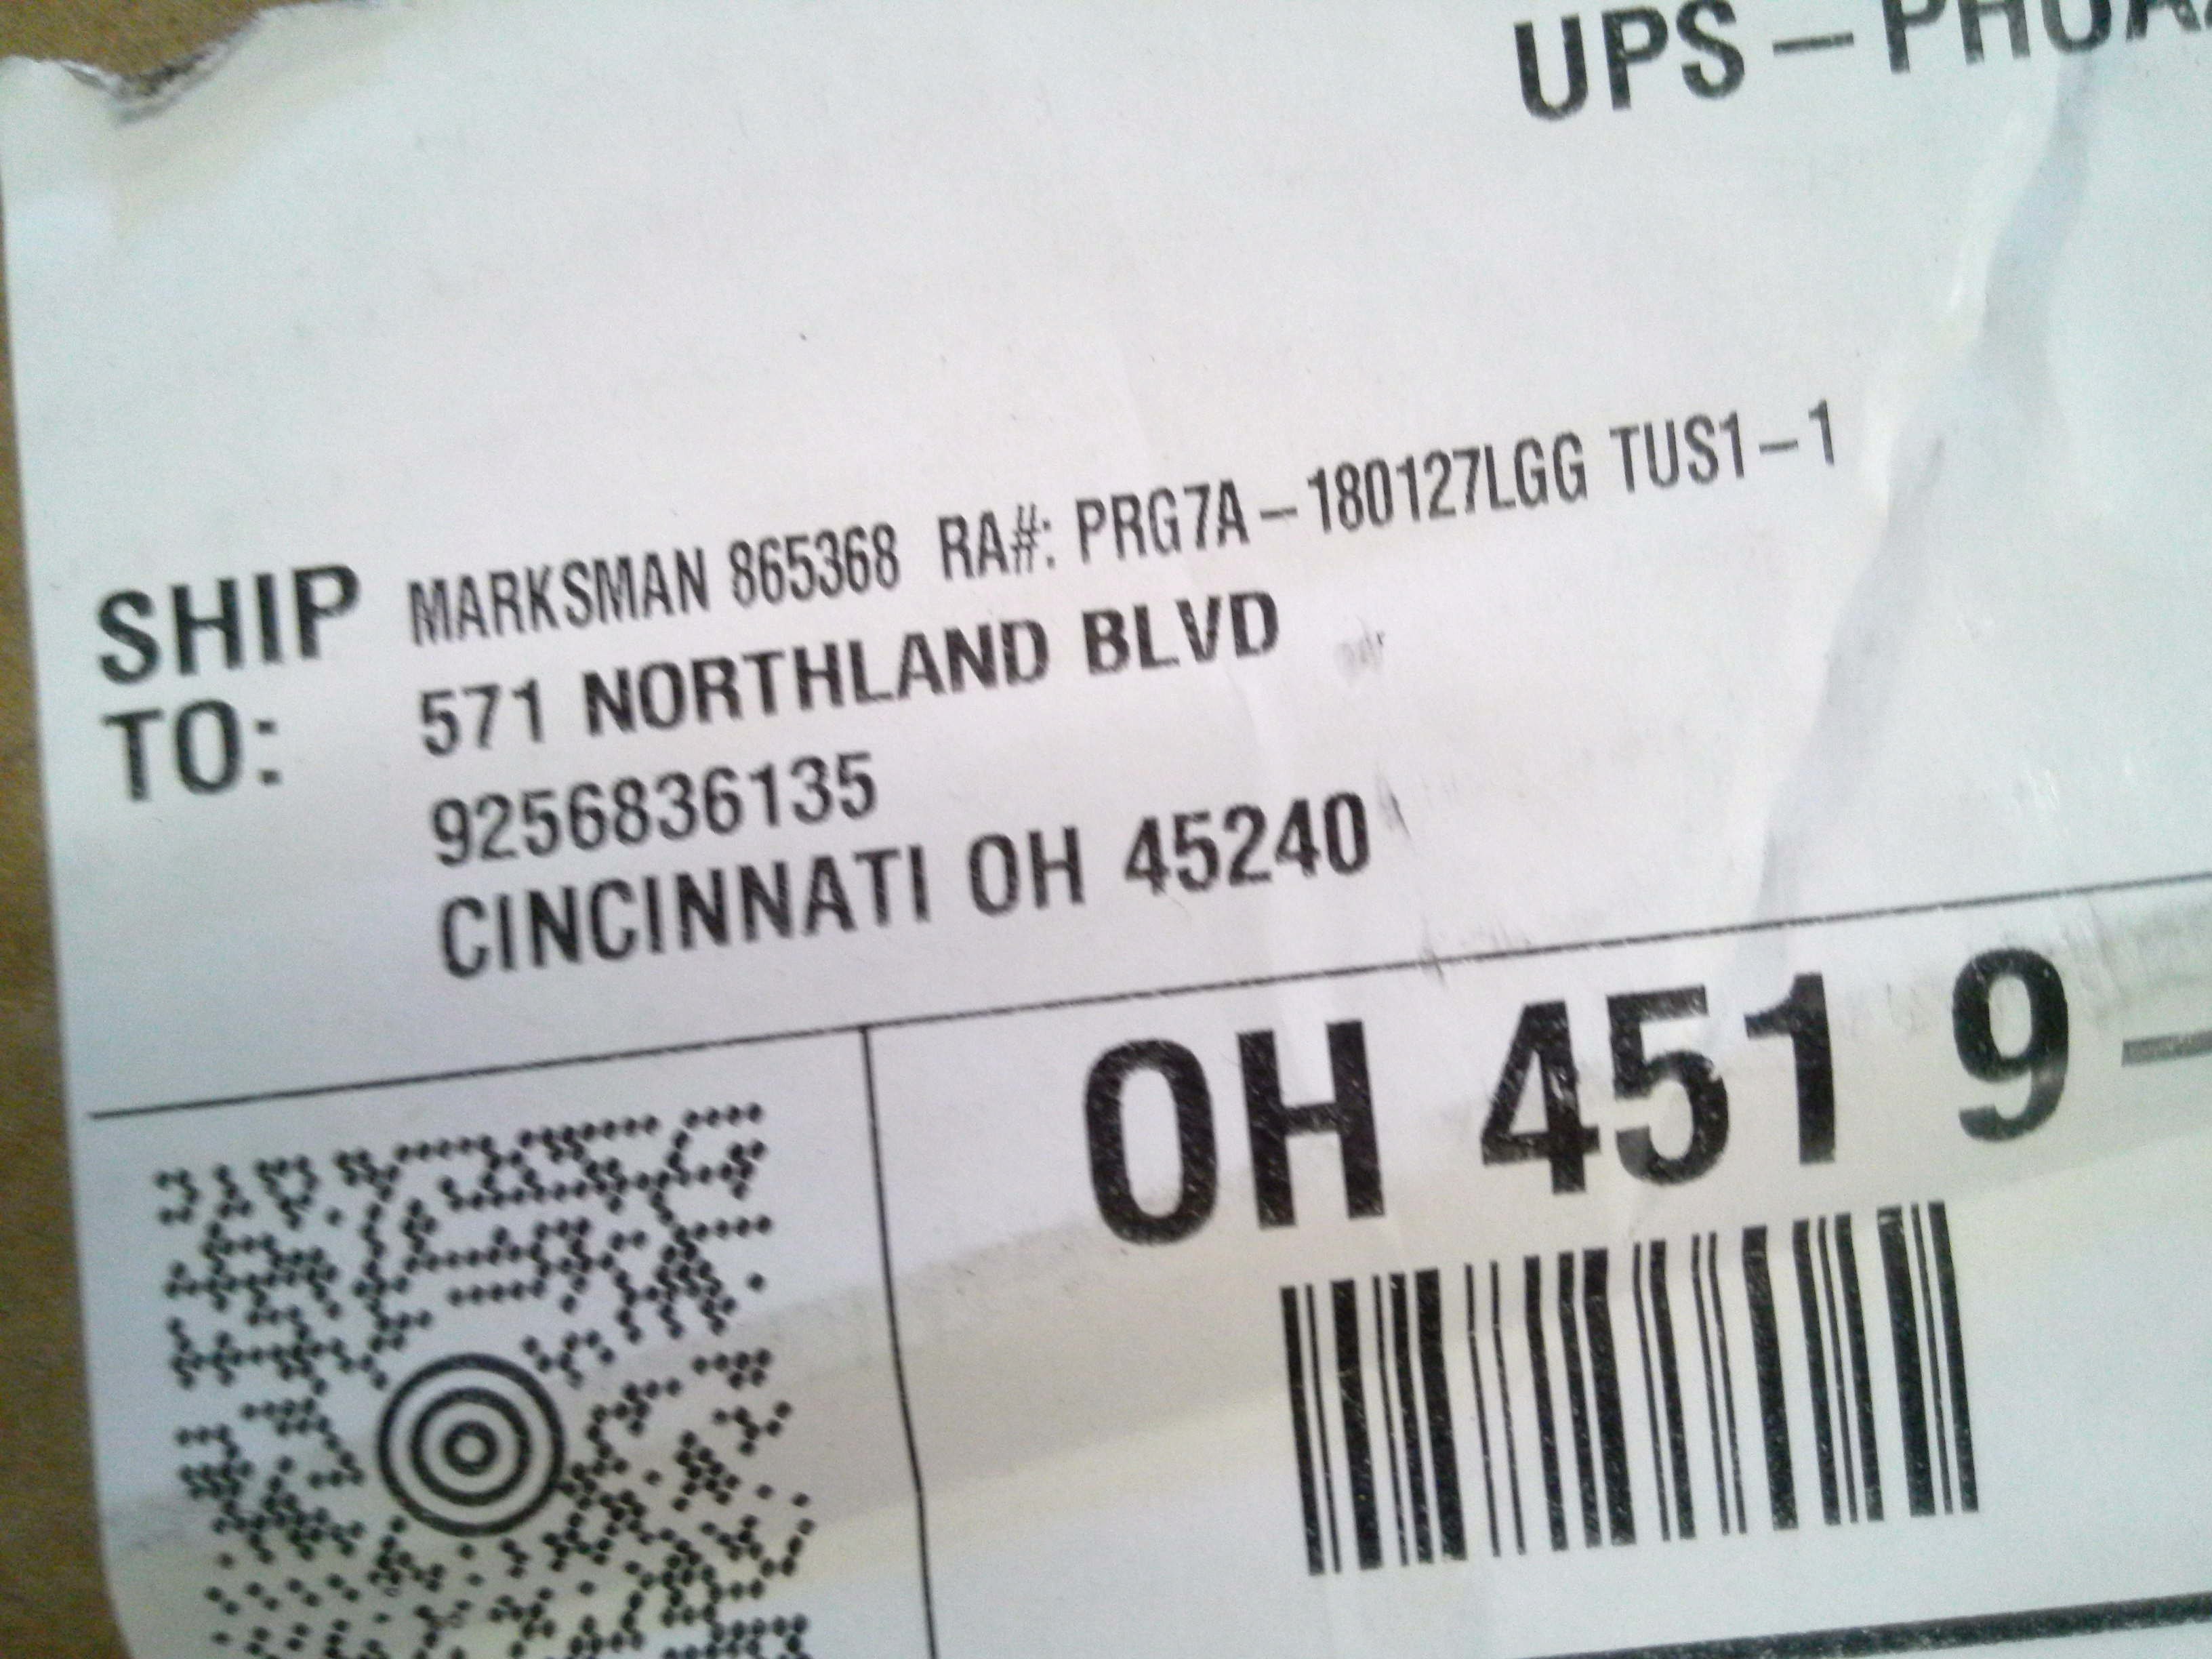 UPS – 
SHIP TO: MARKSMAN 865368 RA#: PRG7A–180127LGG TUS1–1
571 NORTHLAND BLVD
9256836135
CINCINNATI OH 45240
OH 451 9–